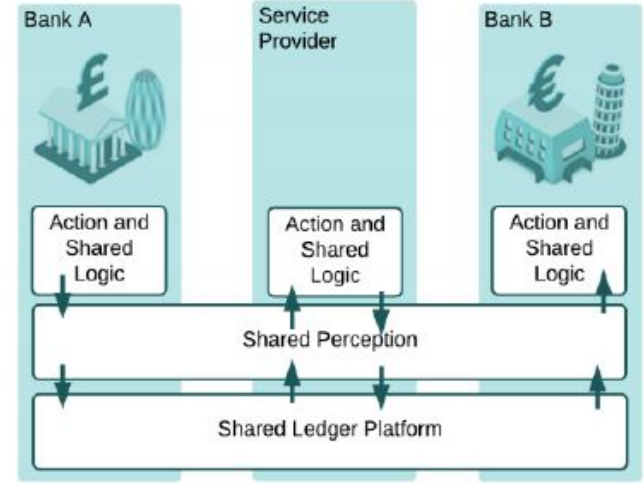 Bank A
Service
Provider
Bank B
£
€
Action and
Shared
Logic
Action and
Shared
Logic
Action and
Shared
Logic
Shared Perception
Shared Ledger Platform